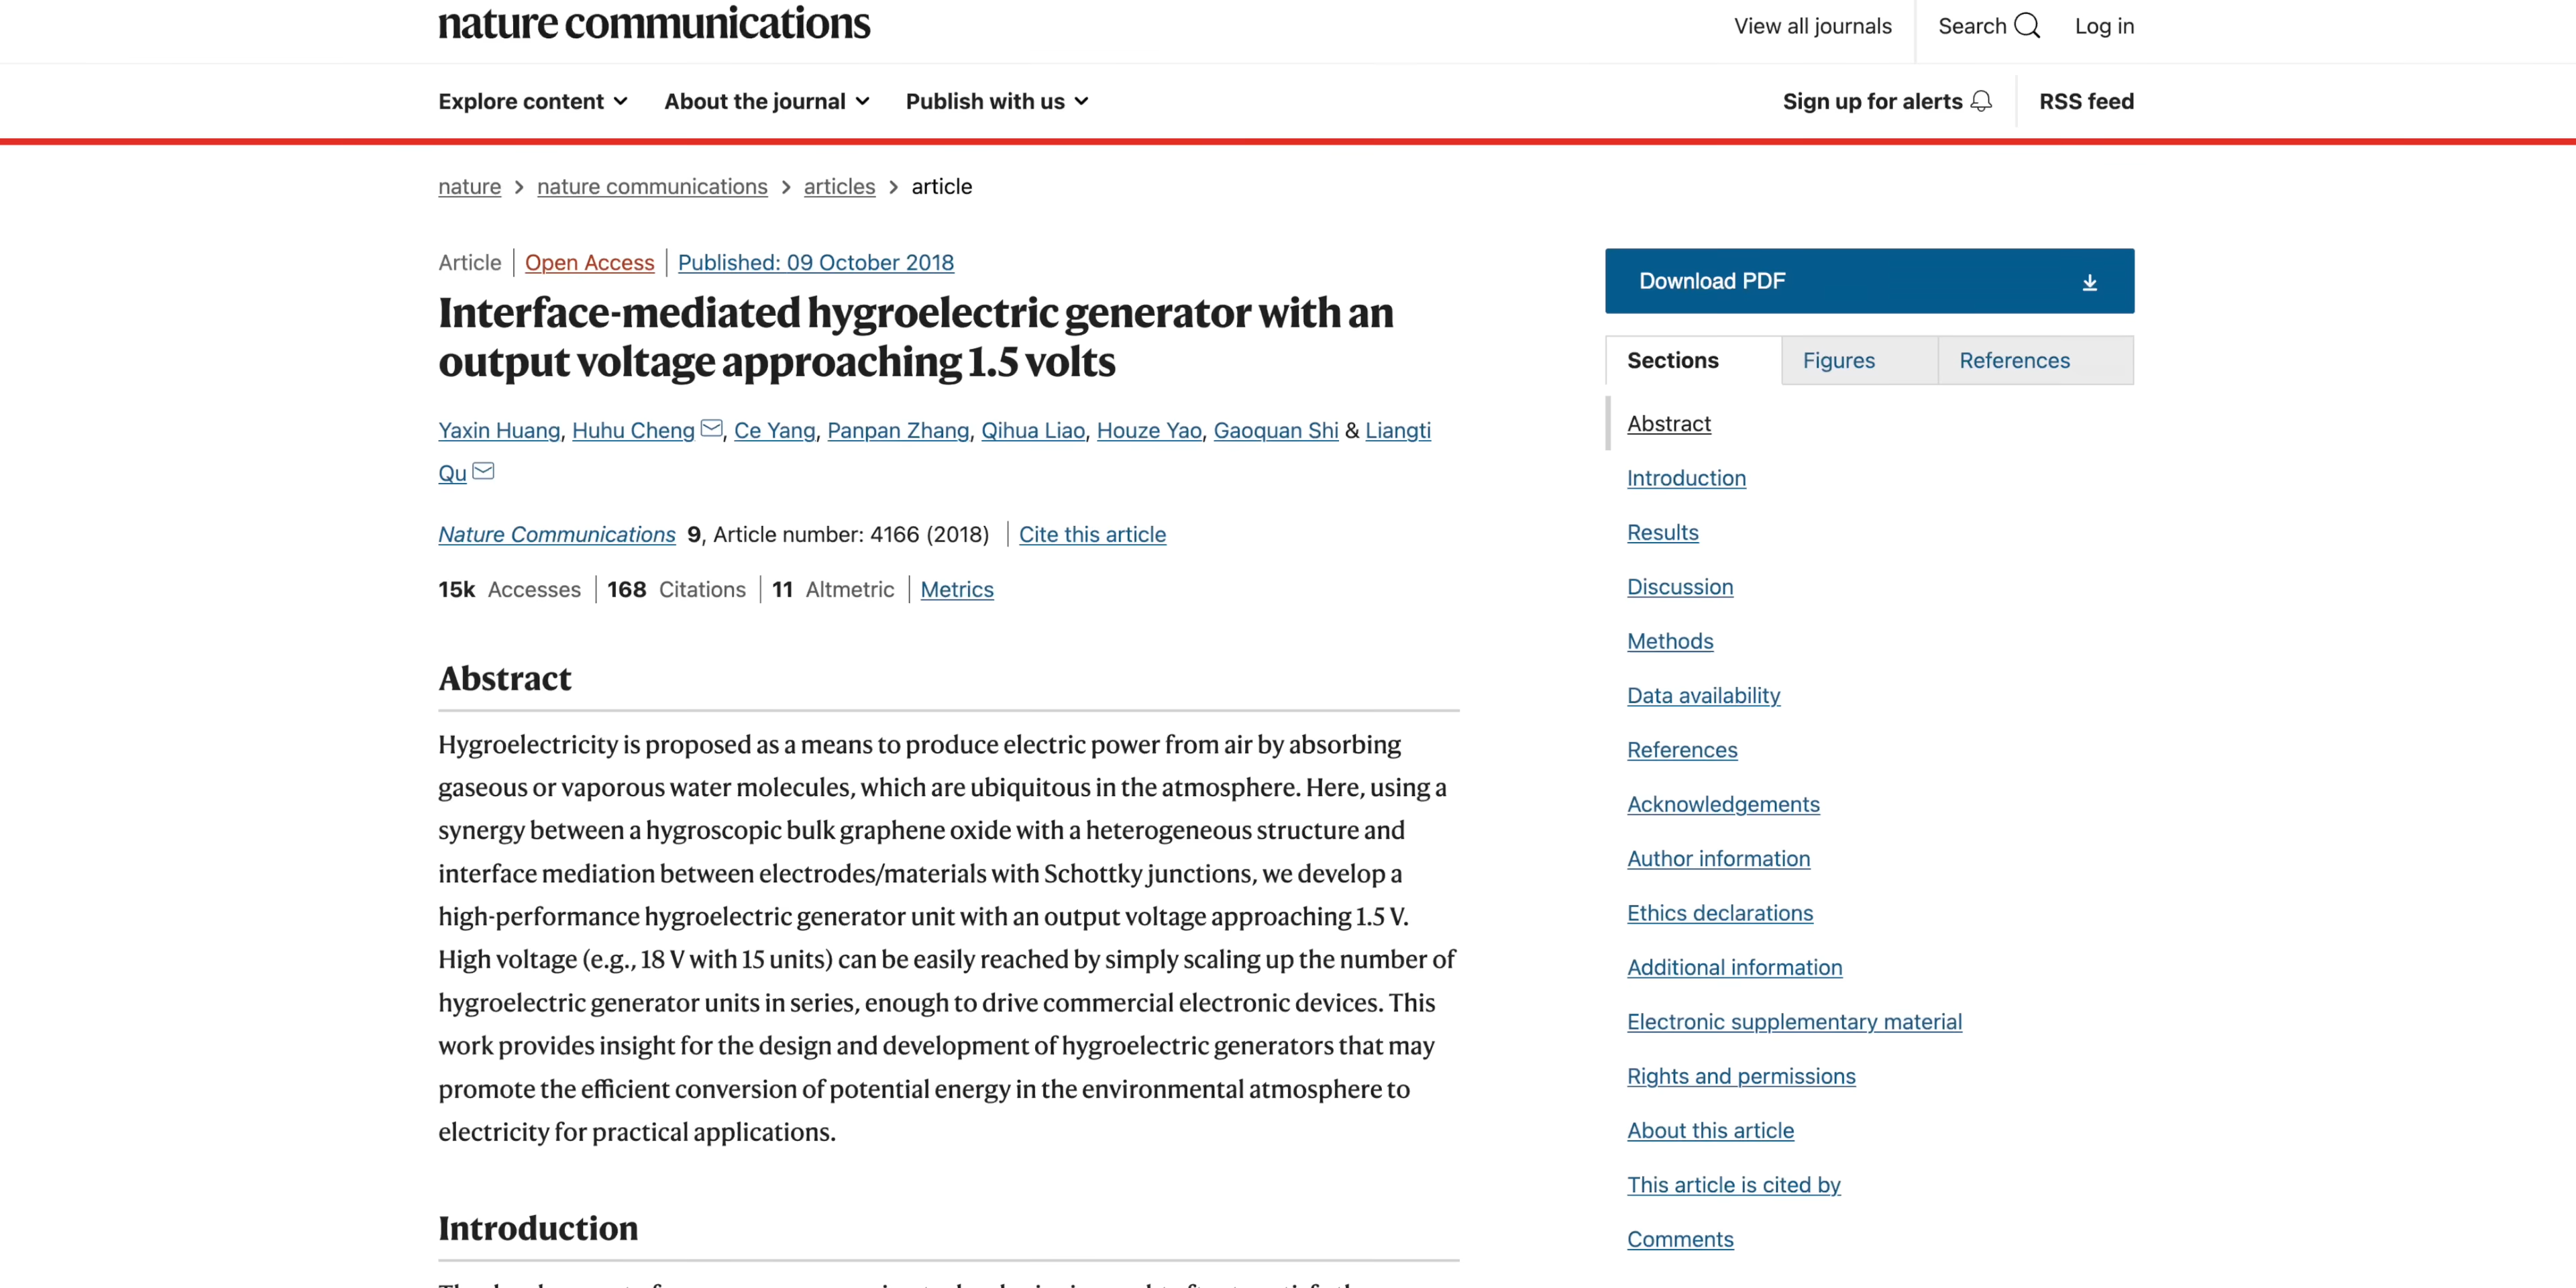 nature communications
View all journals
Search
Log in
Explore content
About the journal
Publish with us
Sign up for alerts
RSS feed
nature > nature communications > articles > article
Article | Open Access | Published: 09 October 2018
Interface-mediated hygroelectric generator with an
output voltage approaching 1.5 volts
Yaxin Huang, Huhu Cheng, Ce Yang, Panpan Zhang, Qihua Liao, Houze Yao, Gaoquan Shi & Liangti
Qu
Nature Communications 9, Article number: 4166 (2018) | Cite this article
15k Accesses | 168 Citations | 11 Altmetric | Metrics
Abstract
Hygroelectricity is proposed as a means to produce electric power from air by absorbing
gaseous or vaporous water molecules, which are ubiquitous in the atmosphere. Here, using a
synergy between a hygroscopic bulk graphene oxide with a heterogeneous structure and
interface mediation between electrodes/materials with Schottky junctions, we develop a
high-performance hygroelectric generator unit with an output voltage approaching 1.5 V.
High voltage (e.g., 18 V with 15 units) can be easily reached by simply scaling up the number of
hygroelectric generator units in series, enough to drive commercial electronic devices. This
work provides insight for the design and development of hygroelectric generators that may
promote the efficient conversion of potential energy in the environmental atmosphere to
electricity for practical applications.
Introduction
Download PDF
Sections
Figures
References
Abstract
Introduction
Results
Discussion
Methods
Data availability
References
Acknowledgements
Author information
Ethics declarations
Additional information
Electronic supplementary material
Rights and permissions
About this article
This article is cited by
Comments